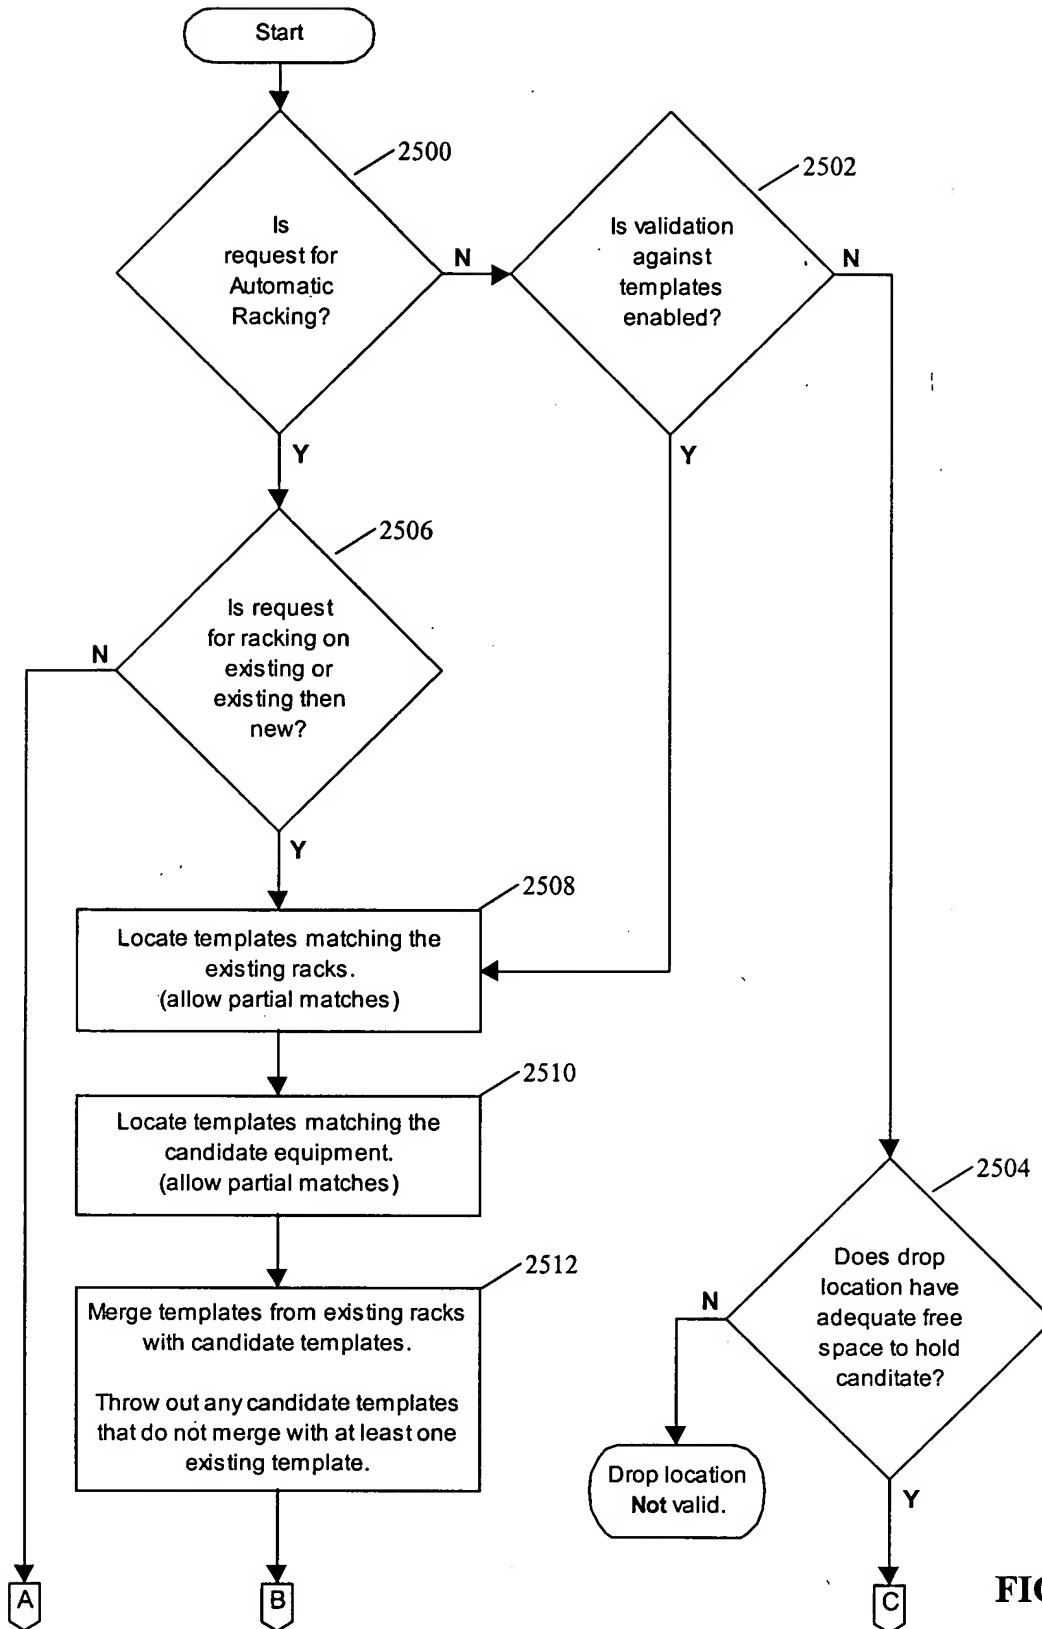 Start
2500
Is
request for
Automatic
Racking?
N
Y
2502
Is validation
against
templates
enabled?
N
Y
2506
Is request
for racking on
existing or
existing then
new?
N
Y
2508
Locate templates matching the
existing racks.
(allow partial matches)
2510
Locate templates matching the
candidate equipment.
(allow partial matches)
2512
Merge templates from existing racks
with candidate templates.
Throw out any candidate templates
that do not merge with at least one
existing template.
2504
Does drop
location have
adequate free
space to hold
canditate?
N
Y
Drop location
Not valid.
A
B
C
FIG